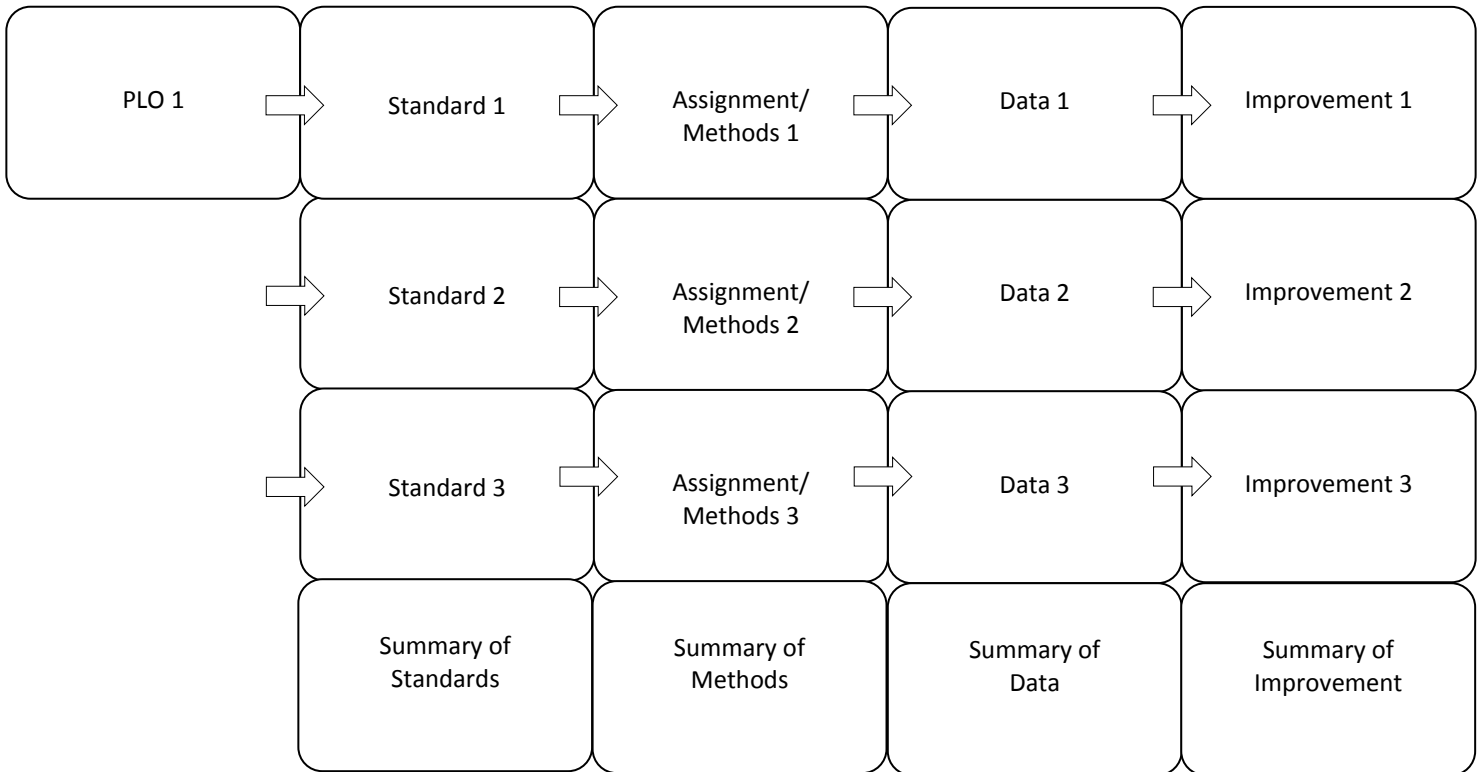 PLO 1
Standard 1
Assignment/
Methods 1
Data 1
Improvement 1
Standard 2
Assignment/
Methods 2
Data 2
Improvement 2
Standard 3
Assignment/
Methods 3
Data 3
Improvement 3
Summary of
Standards
Summary of
Methods
Summary of
Data
Summary of
Improvement